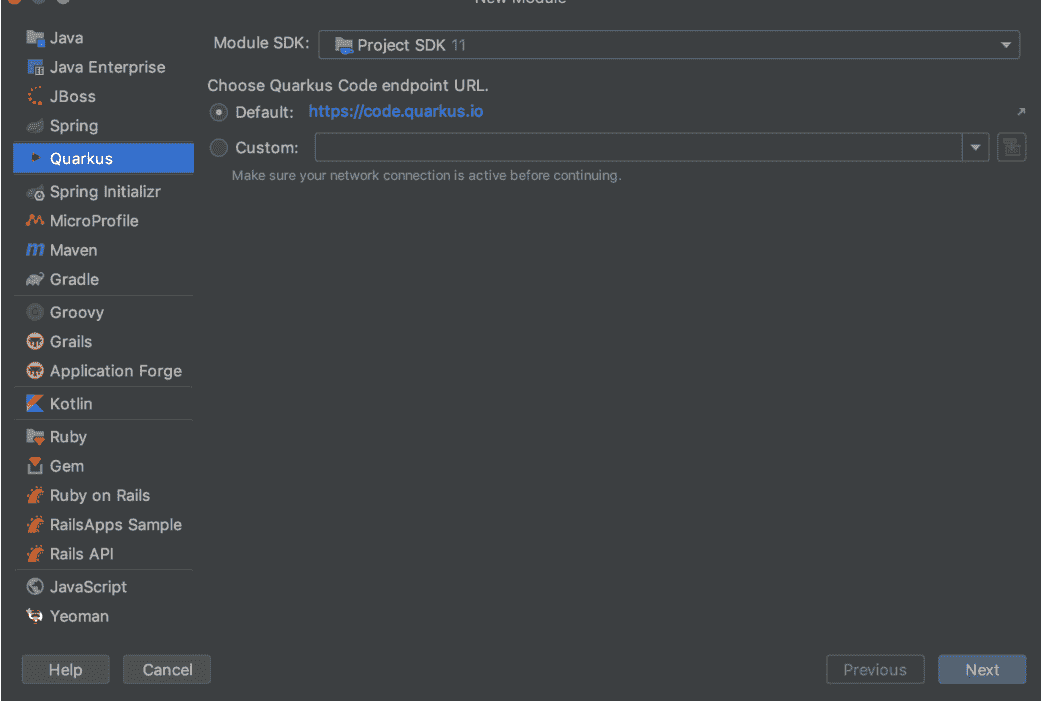 New Module
Java
Java Enterprise
JBoss
Spring
Quarkus
Spring Initializr
MicroProfile
Maven
Gradle
Groovy
Grails
Application Forge
Kotlin
Ruby
Gem
Ruby on Rails
RailsApps Sample
Rails API
JavaScript
Yeoman
Module SDK: Project SDK 11
Choose Quarkus Code endpoint URL.
Default: https://code.quarkus.io
Custom:
Make sure your network connection is active before continuing.
Help Cancel Previous Next